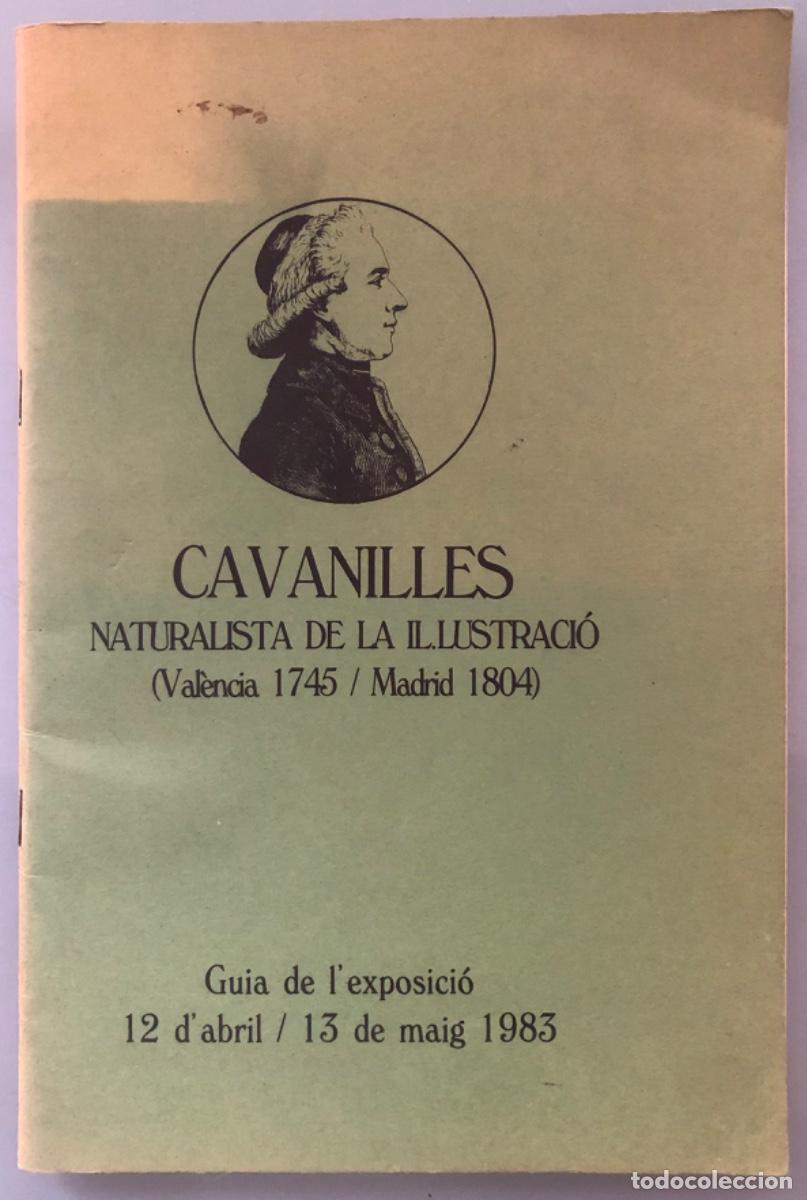 CAVANILLES
NATURALISTA DE LA IL.LUSTRACIÓ
(València 1745 / Madrid 1804)
Guia de l'exposició
12 d'abril / 13 de maig 1983
todocoleccion